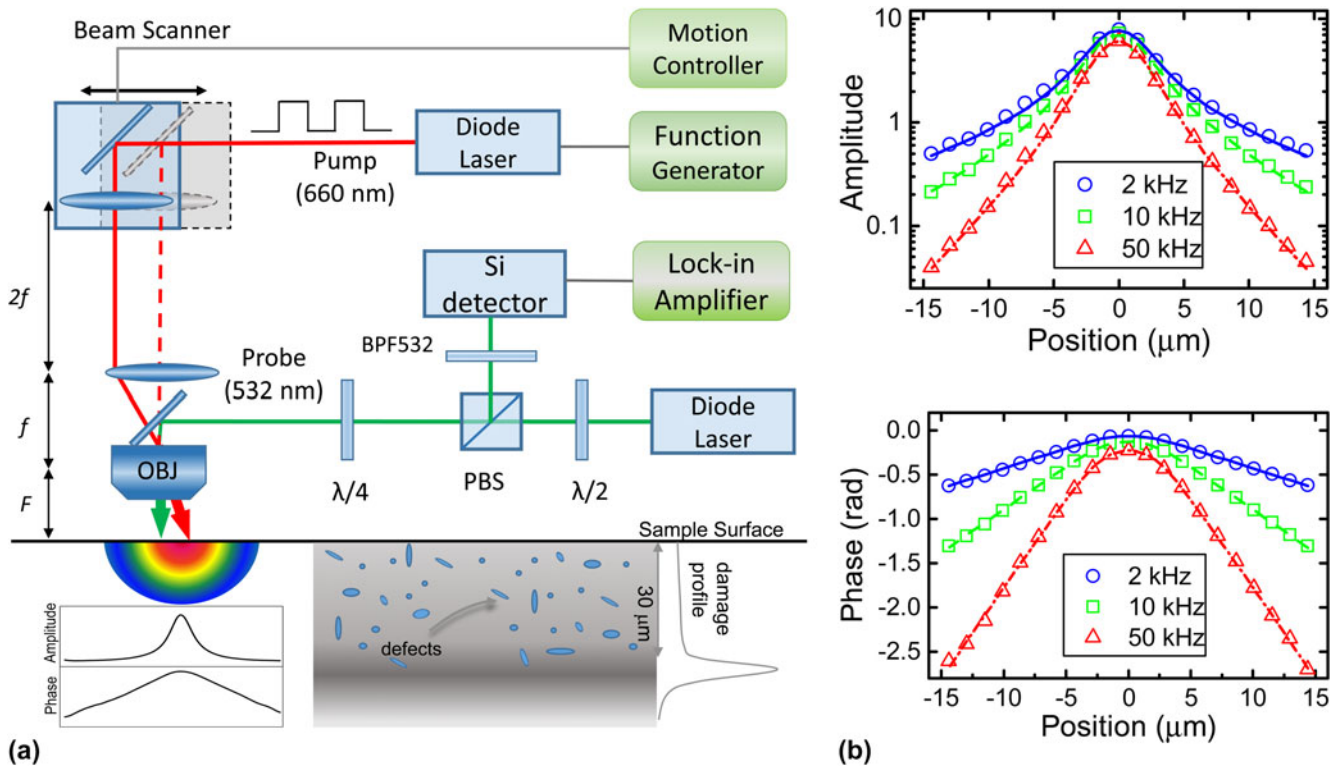 Beam Scanner
Motion
Controller
Diode
Laser
Function
Generator
Pump
(660 nm)
2f
Si
detector
Lock-in
Amplifier
BPF532
Probe
(532 nm)
f
Diode
Laser
OBJ
λ/4
PBS
λ/2
F
Sample Surface
damage
profile
30 μm
defects
Amplitude
Phase
(a)
Amplitude
10
1
0.1
2 kHz
10 kHz
50 kHz
-15 -10 -5 0 5 10 15
Position (μm)
Phase (rad)
0.0
-0.5
-1.0
-1.5
-2.0
-2.5
2 kHz
10 kHz
50 kHz
-15 -10 -5 0 5 10 15
Position (μm)
(b)